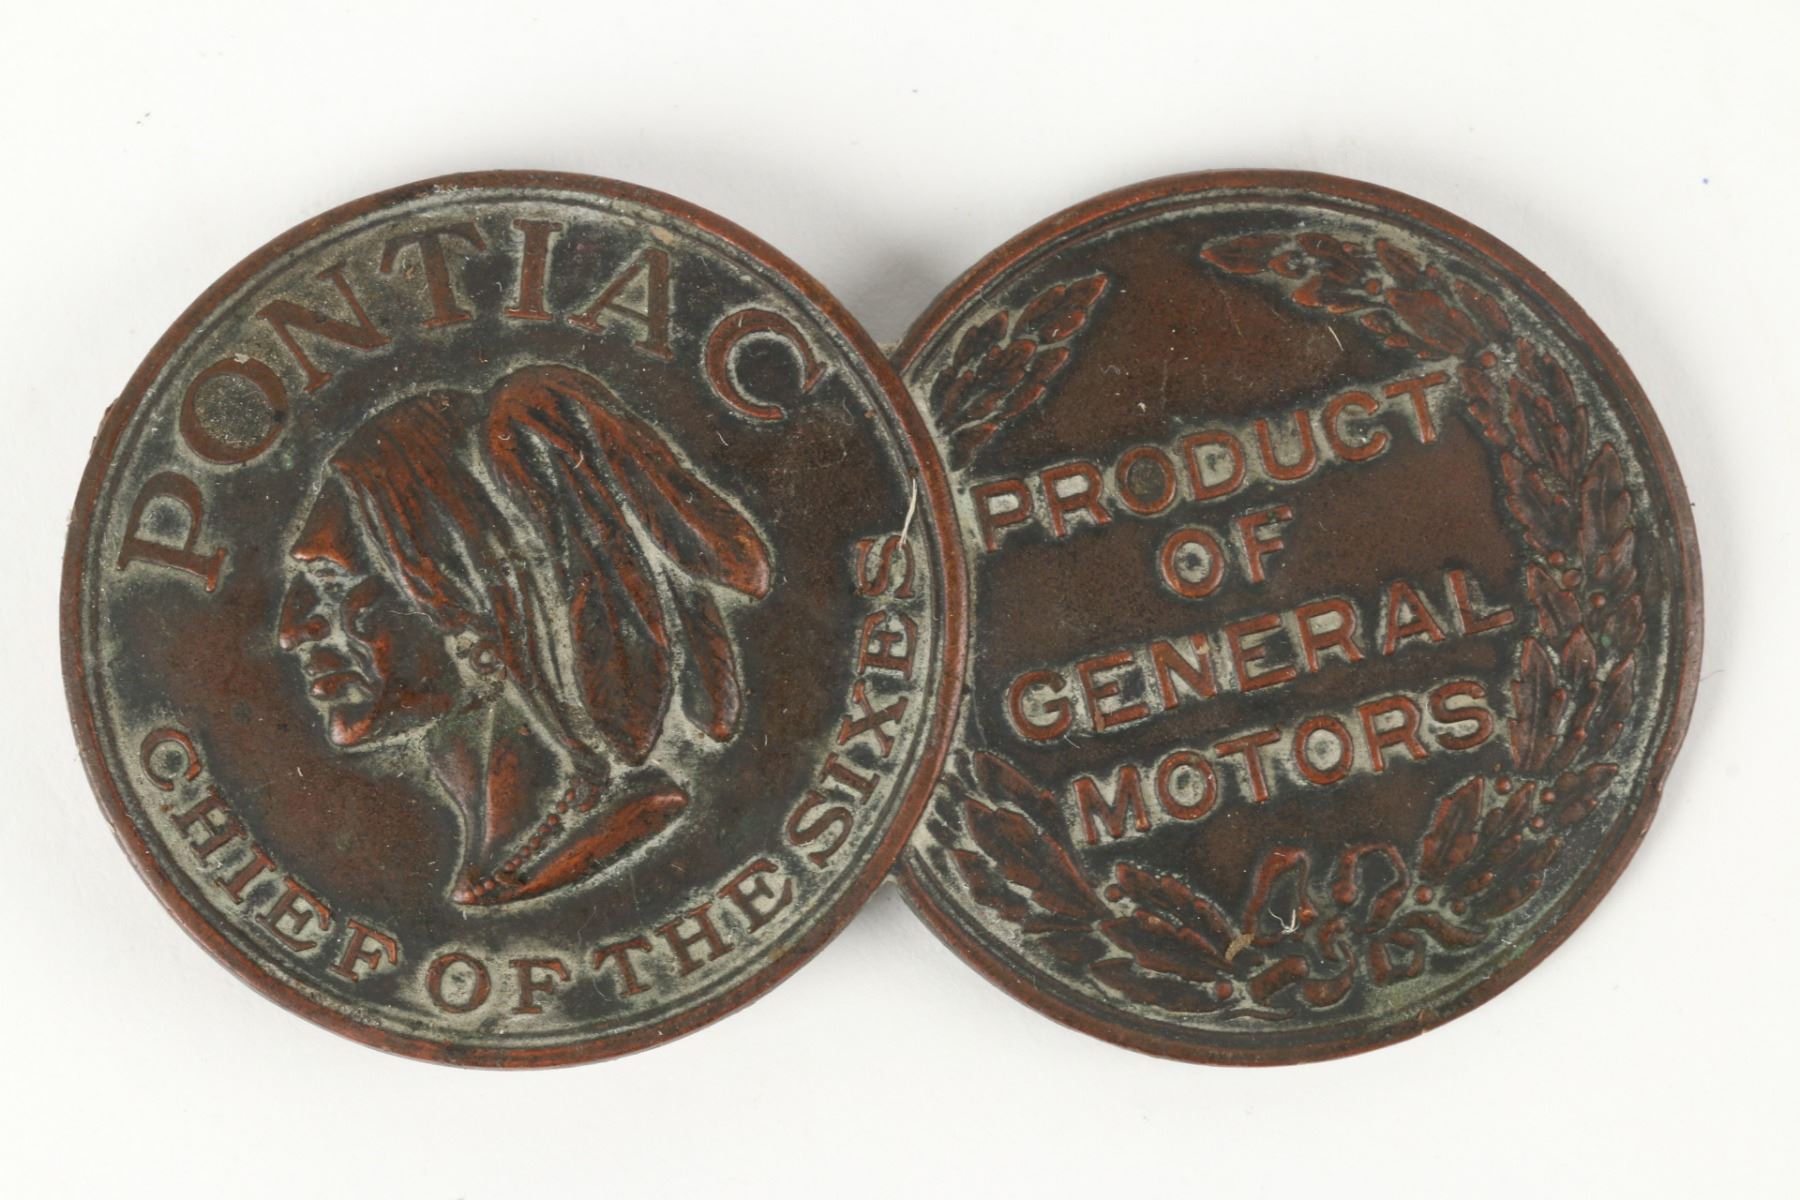 PONTIAC
CHIEF OF THE SIXES
PRODUCT
OF
GENERAL
MOTORS